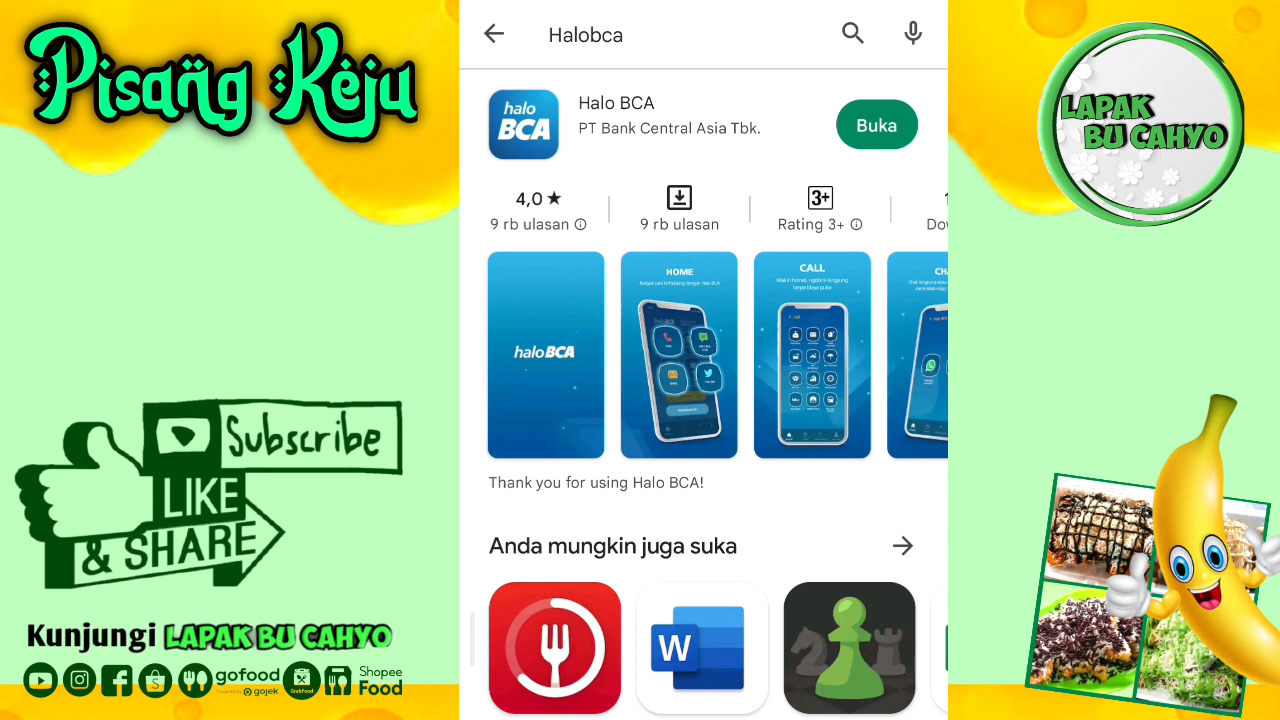 Pisang Keju
Halobca
halo
BCA
Halo BCA
PT Bank Central Asia Tbk.
Buka
LAPAK
BU CAHYO
4,0 ★
9 rb ulasan
9 rb ulasan
3+
Rating 3+
Dow
halo BCA
HOME
CALL
Thank you for using Halo BCA!
Anda mungkin juga suka
W
Subscribe
LIKE
& SHARE
Kunjungi LAPAK BU CAHYO
gofood
gojek
GrabFood
Shopee
Food